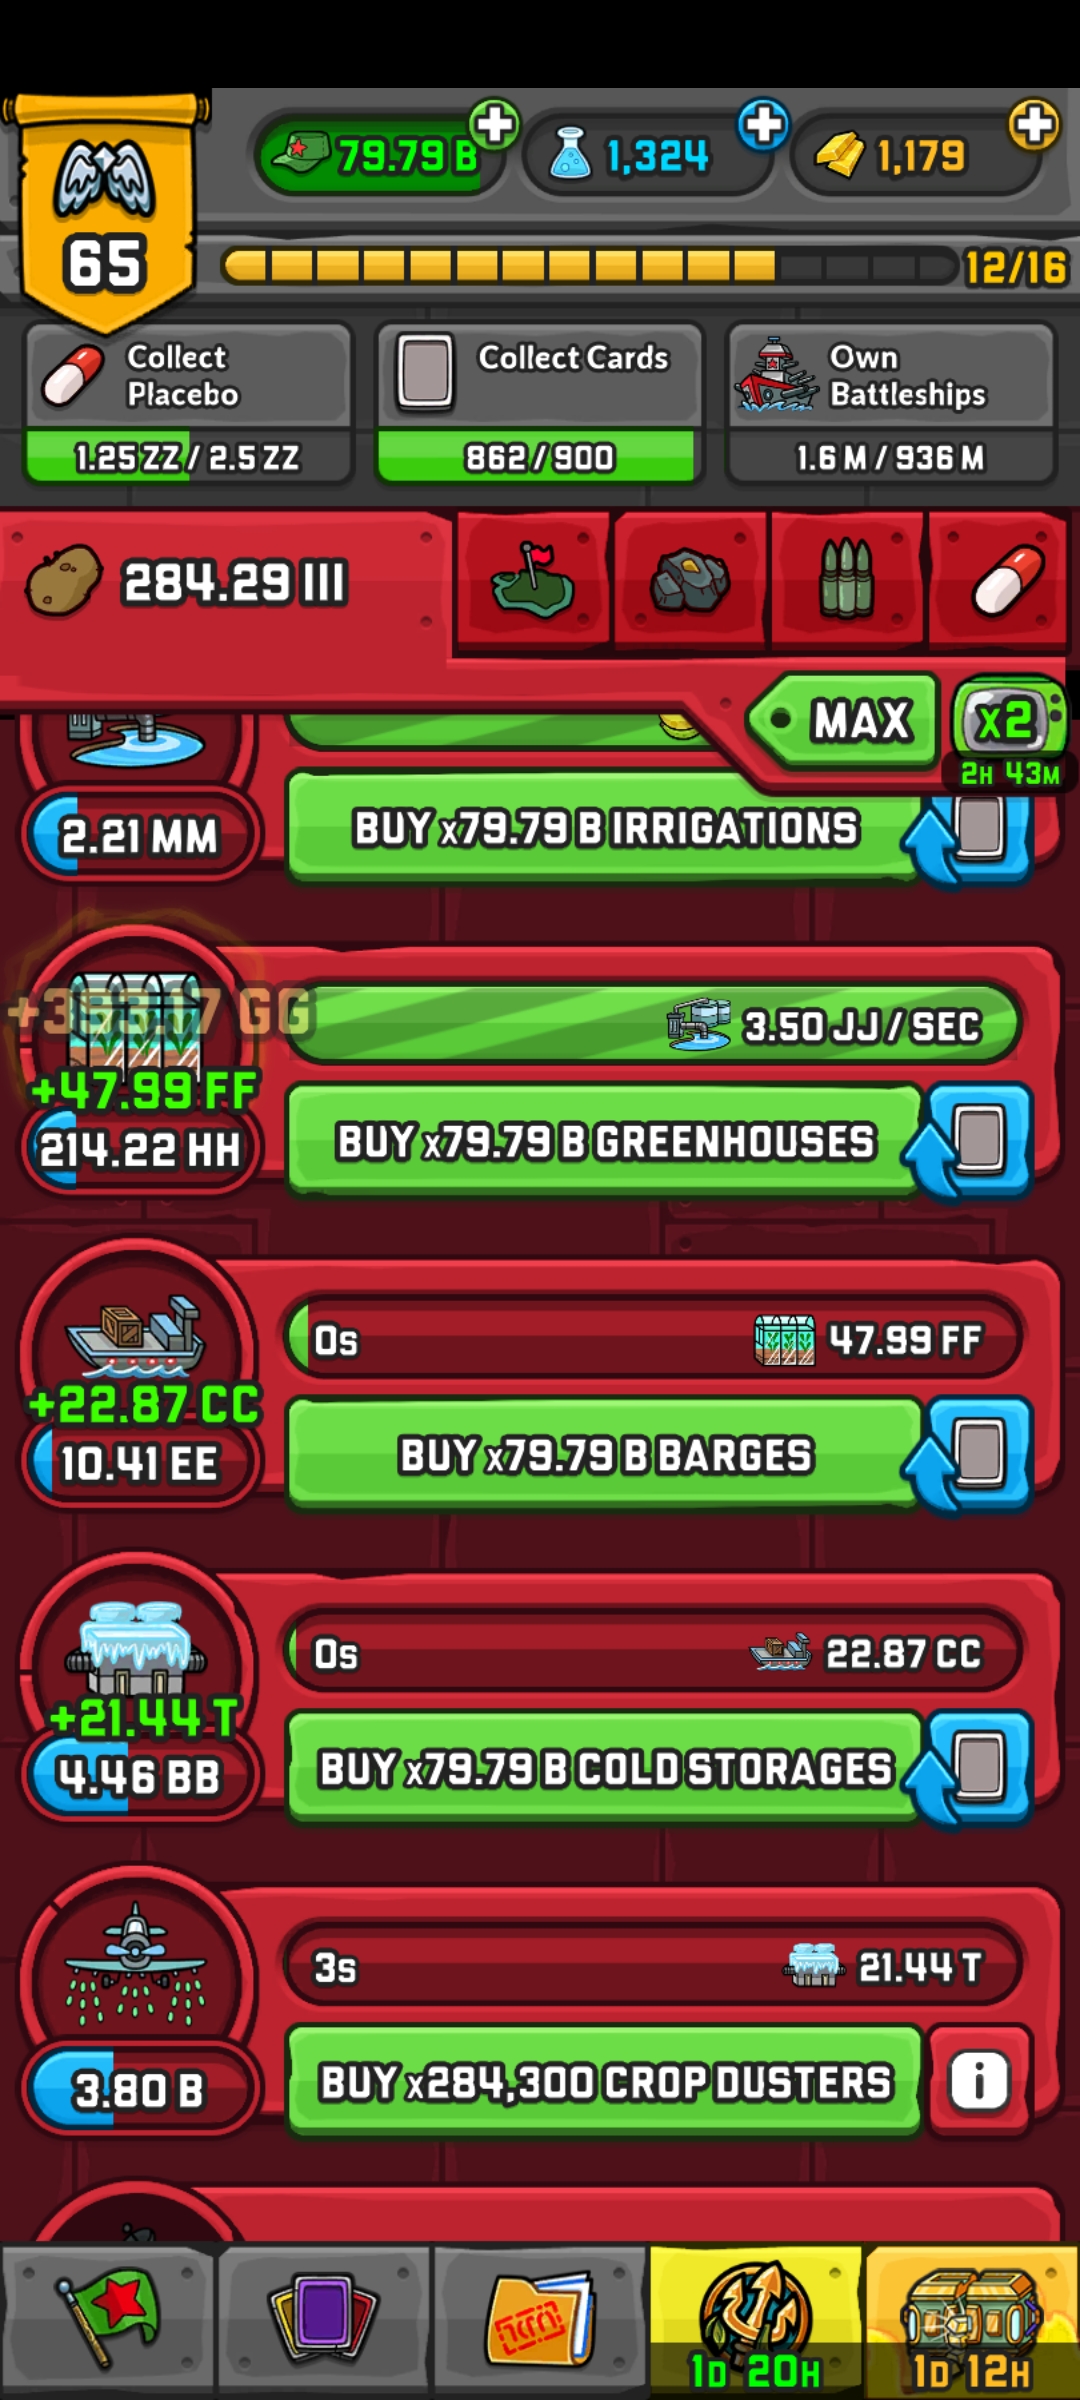 79.79 B
1,324
1,179
65
12/16
Collect
Placebo
1.25 ZZ / 2.5 ZZ
Collect Cards
862/900
Own
Battleships
1.6 M / 936 M
284.29 III
MAX
x2
2H 43M
2.21 MM
BUY x79.79 B IRRIGATIONS
3.50 JJ / SEC
+47.99 FF
214.22 HH
BUY x79.79 B GREENHOUSES
0s
47.99 FF
+22.87 CC
10.41 EE
BUY x79.79 B BARGES
0s
22.87 CC
+21.44 T
4.46 BB
BUY x79.79 B COLD STORAGES
3s
21.44 T
3.80 B
BUY x284,300 CROP DUSTERS
i
1D 20H
1D 12H